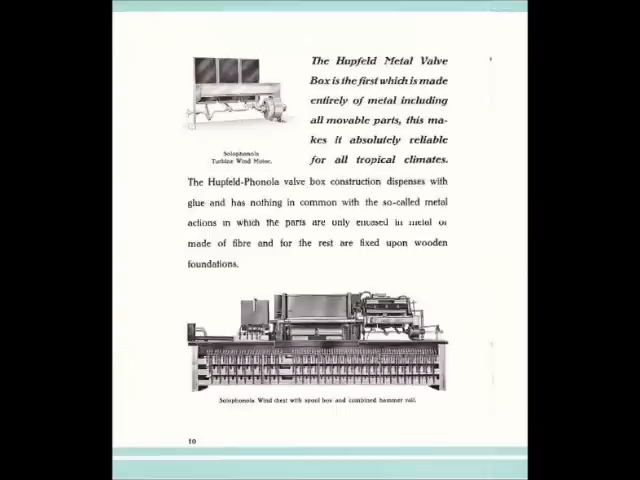 The Hupfeld Metal Valve
Box is the first which is made
entirely of metal including
all movable parts, this ma-
kes it absolutely reliable
for all tropical climates.
Solophonola
Turbine Wind Motor.
The Hupfeld-Phonola valve box construction dispenses with
glue and has nothing in common with the so-called metal
actions in which the parts are only encased in metal or
made of fibre and for the rest are fixed upon wooden
foundations.
Solophonola Wind chest with spool box and combined hammer rail.
10